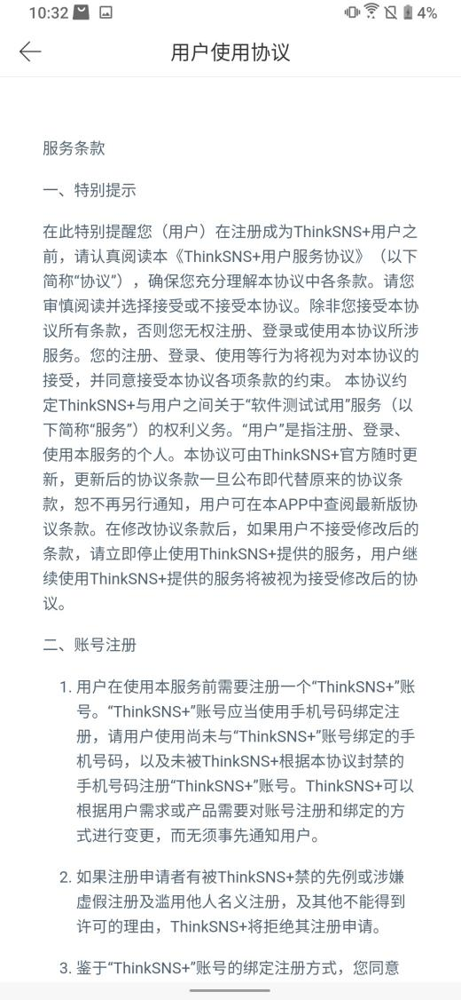 10:32
4%
用户使用协议
服务条款
一、特别提示
在此特别提醒您（用户）在注册成为ThinkSNS+用户之
前，请认真阅读本《ThinkSNS+用户服务协议》（以下
简称“协议”），确保您充分理解本协议中各条款。请您
审慎阅读并选择接受或不接受本协议。除非您接受本协
议所有条款，否则您无权注册、登录或使用本协议所涉
服务。您的注册、登录、使用等行为将视为对本协议的
接受，并同意接受本协议各项条款的约束。 本协议约
定ThinkSNS+与用户之间关于“软件测试试用”服务（以
下简称“服务”）的权利义务。“用户”是指注册、登录、
使用本服务的个人。本协议可由ThinkSNS+官方随时更
新，更新后的协议条款一旦公布即代替原来的协议条
款，恕不再另行通知，用户可在本APP中查阅最新版协
议条款。在修改协议条款后，如果用户不接受修改后的
条款，请立即停止使用ThinkSNS+提供的服务，用户继
续使用ThinkSNS+提供的服务将被视为接受修改后的协
议。
二、账号注册
1. 用户在使用本服务前需要注册一个“ThinkSNS+”账
号。“ThinkSNS+”账号应当使用手机号码绑定注
册，请用户使用尚未与“ThinkSNS+”账号绑定的手
机号码，以及未被ThinkSNS+根据本协议封禁的
手机号码注册“ThinkSNS+”账号。ThinkSNS+可以
根据用户需求或产品需要对账号注册和绑定的方
式进行变更，而无须事先通知用户。
2. 如果注册申请者有被ThinkSNS+禁的先例或涉嫌
虚假注册及滥用他人名义注册，及其他不能得到
许可的理由，ThinkSNS+将拒绝其注册申请。
3. 鉴于“ThinkSNS+”账号的绑定注册方式，您同意